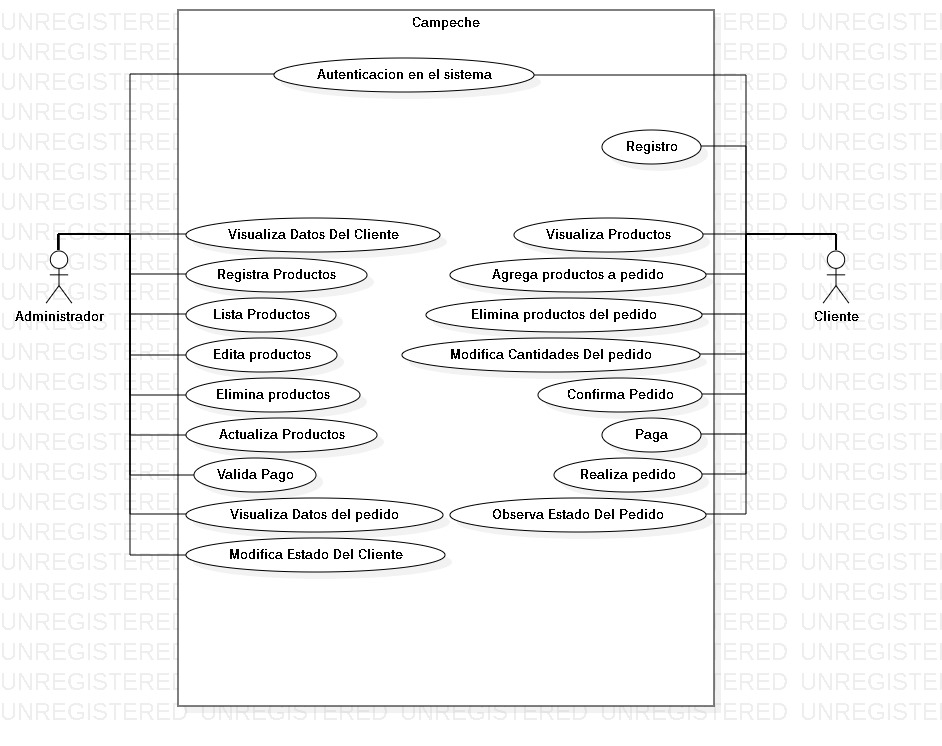 Campeche
Autenticacion en el sistema
Registro
Visualiza Datos Del Cliente
Visualiza Productos
Registra Productos
Agrega productos a pedido
Administrador
Lista Productos
Elimina productos del pedido
Cliente
Edita productos
Modifica Cantidades Del pedido
Elimina productos
Confirma Pedido
Actualiza Productos
Paga
Valida Pago
Realiza pedido
Visualiza Datos del pedido
Observa Estado Del Pedido
Modifica Estado Del Cliente
UNREGISTERED UNREGISTERED UNREGISTERED UNREGISTERED UNREGISTERED